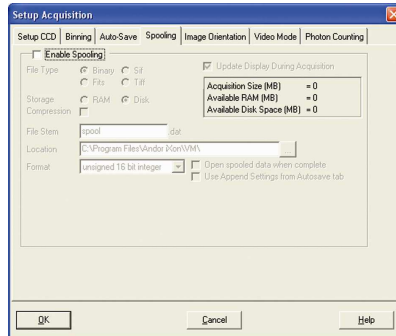 Setup Acquisition
Setup CCD Binning Auto-Save Spooling Image Orientation Video Mode Photon Counting
Enable Spooling
File Type Binary Sif Update Display During Acquisition
Fits Tiff
Acquisition Size (MB) = 0
Storage RAM Disk Available RAM (MB) = 0
Compression Available Disk Space (MB) = 0
File Stem spool .dat
Location C:\Program Files\Andor iXon\VM\ ...
Format unsigned 16 bit integer Open spooled data when complete
Use Append Settings from Autosave tab
OK Cancel Help